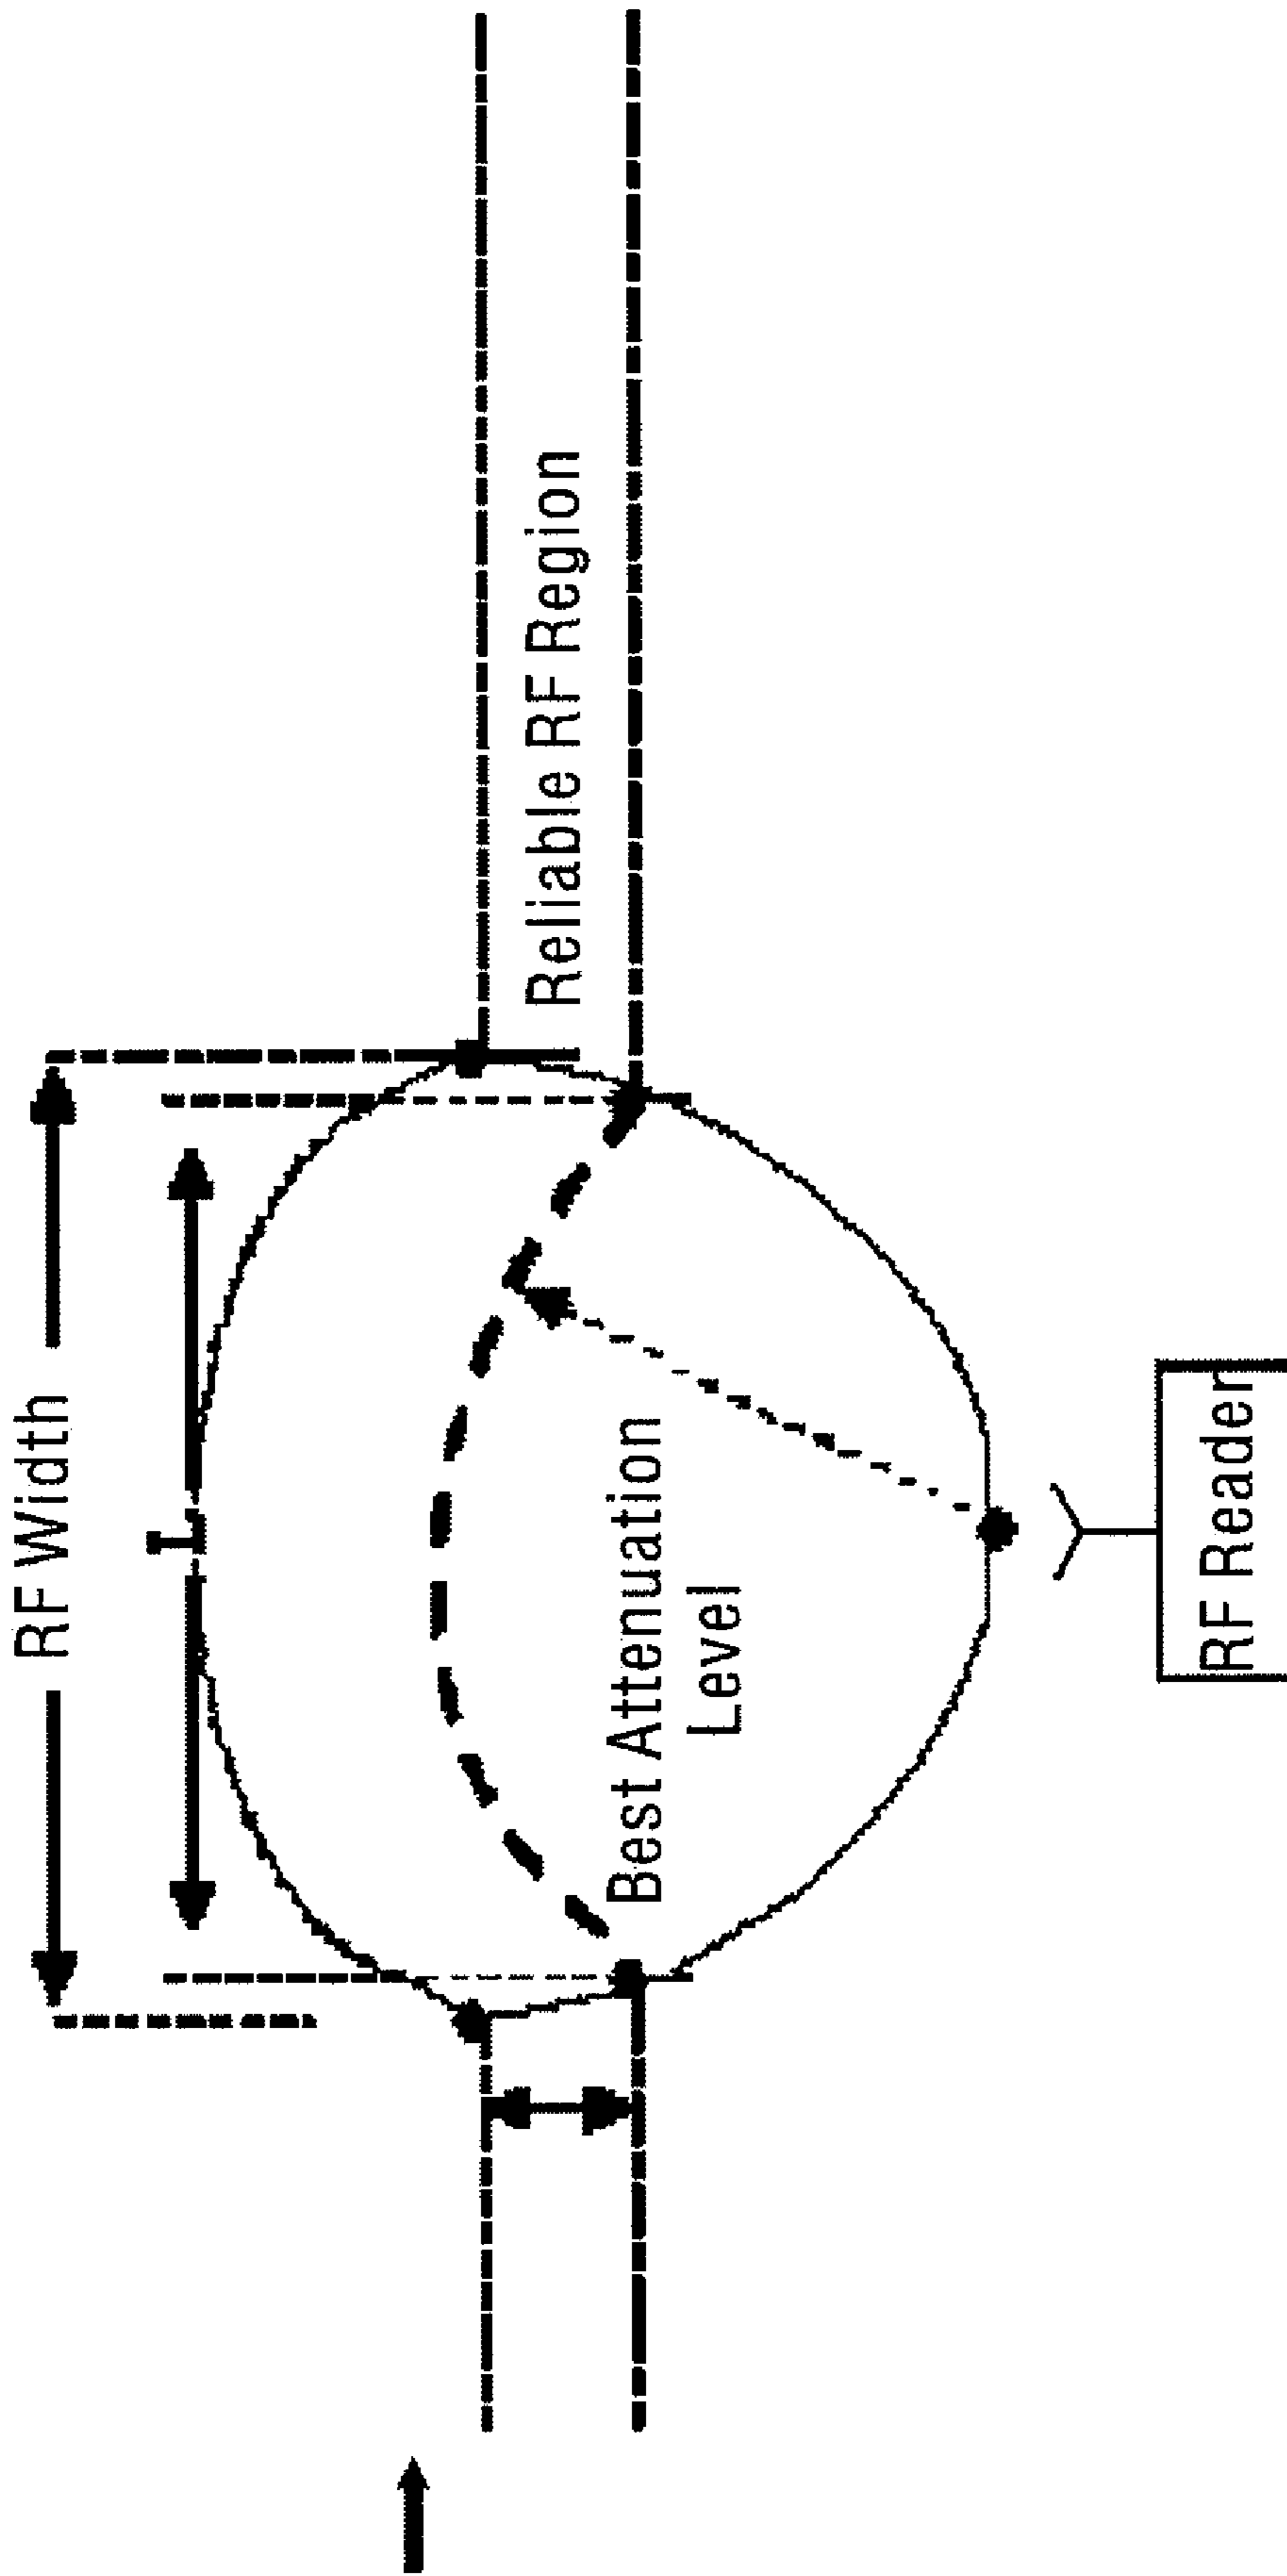 RF Width
Reliable RF Region
Best Attenuation
Level
RF Reader